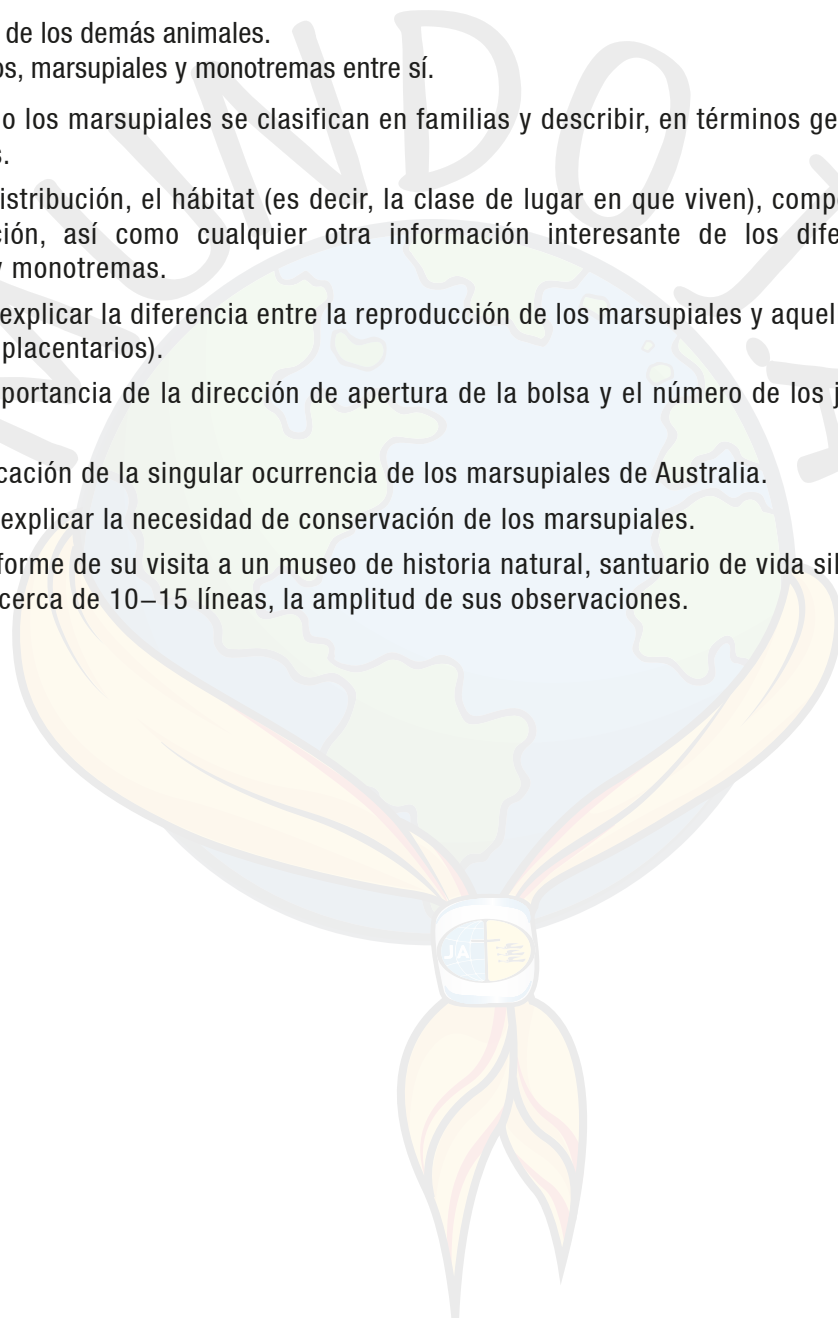 de los demás animales.
os, marsupiales y monotremas entre sí.
o los marsupiales se clasifican en familias y describir, en términos ge
s.
istribución, el hábitat (es decir, la clase de lugar en que viven), comp
ción, así como cualquier otra información interesante de los dife
y monotremas.
explicar la diferencia entre la reproducción de los marsupiales y aquel
placentarios).
portancia de la dirección de apertura de la bolsa y el número de los j
cación de la singular ocurrencia de los marsupiales de Australia.
explicar la necesidad de conservación de los marsupiales.
forme de su visita a un museo de historia natural, santuario de vida sil
cerca de 10–15 líneas, la amplitud de sus observaciones.
MUNDO J
A
JA